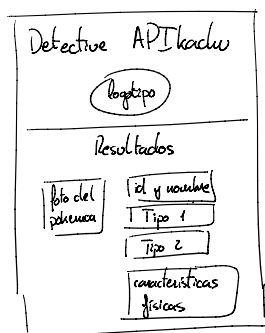 Detective APIkachu
logotipo
Resultados
foto del
pokemon
id y nombre
Tipo 1
Tipo 2
características
físicas